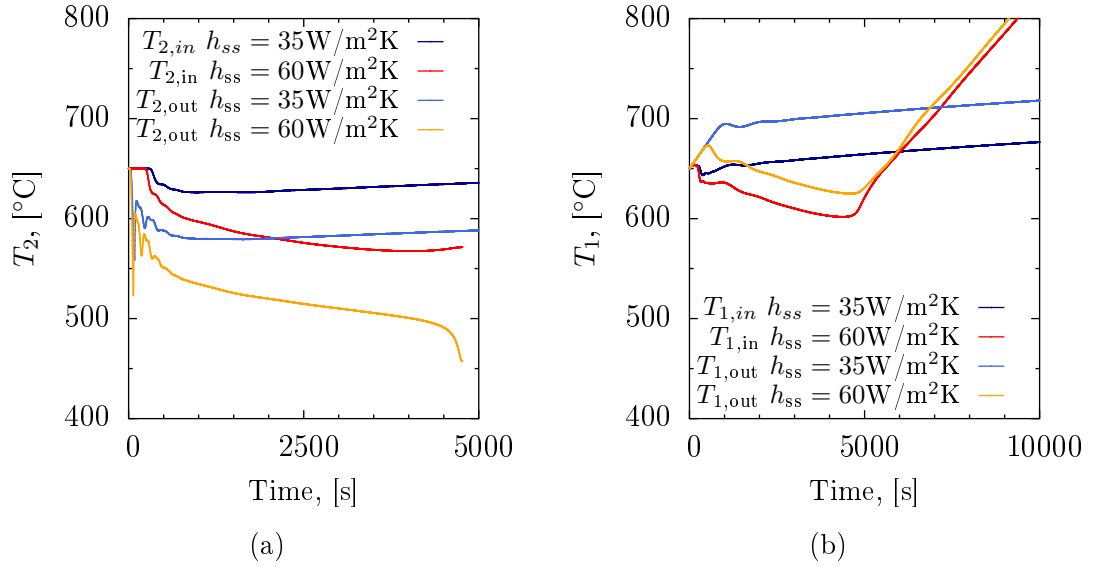 800
700
600
500
400
T₂, [°C]
T₂,in hss = 35W/m²K
T₂,in hss = 60W/m²K
T₂,out hss = 35W/m²K
T₂,out hss = 60W/m²K
0 2500 5000
Time, [s]
(a)
800
700
600
500
400
T₁, [°C]
T₁,in hss = 35W/m²K
T₁,in hss = 60W/m²K
T₁,out hss = 35W/m²K
T₁,out hss = 60W/m²K
0 5000 10000
Time, [s]
(b)